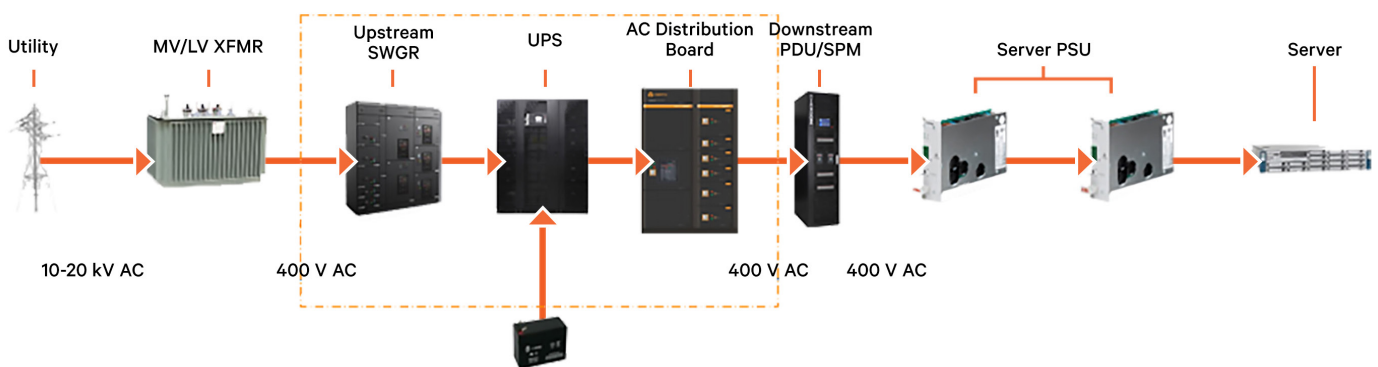 Utility
MV/LV XFMR
Upstream
SWGR
UPS
AC Distribution
Board
Downstream
PDU/SPM
Server PSU
Server
10-20 kV AC
400 V AC
400 V AC
400 V AC